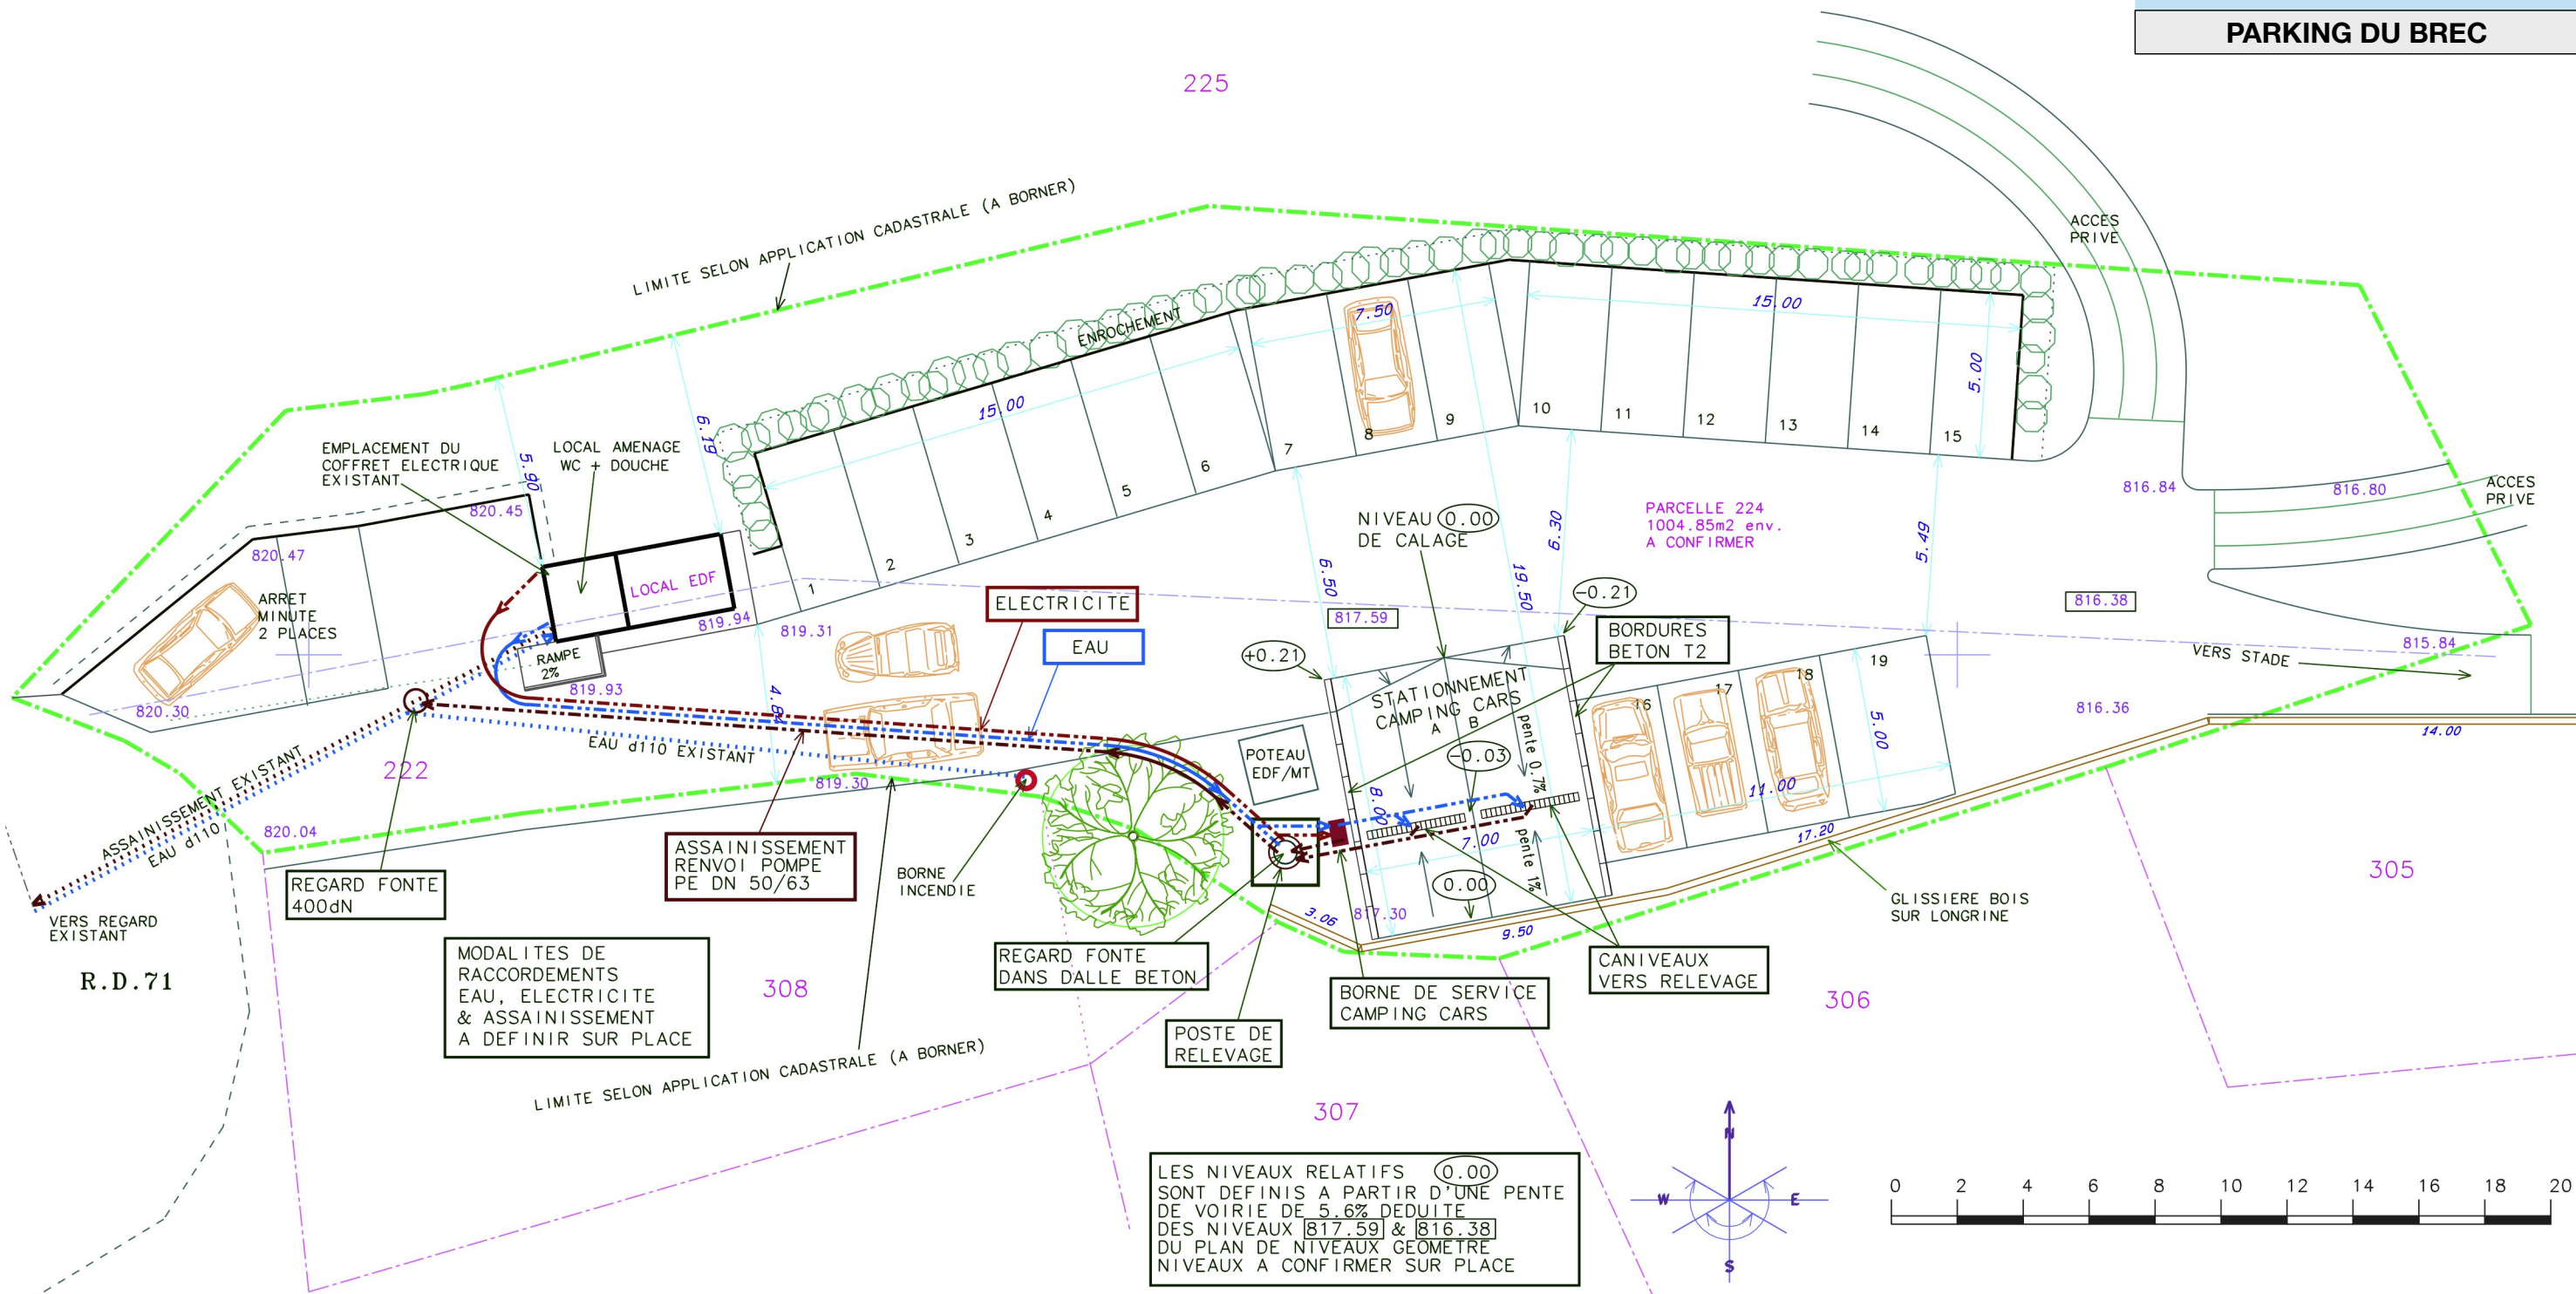 PARKING DU BREC
225
LIMITE SELON APPLICATION CADASTRALE (A BORNER)
ACCES
PRIVE
ENROCHEMENT
7.50
15.00
15.00
5.00
6.19
5.90
EMPLACEMENT DU
COFFRET ELECTRIQUE
EXISTANT
LOCAL AMENAGE
WC + DOUCHE
820.45
820.47
1
2
3
4
5
6
7
8
9
10
11
12
13
14
15
816.84
816.80
ACCES
PRIVE
NIVEAU 0.00
DE CALAGE
PARCELLE 224
1004.85m2 env.
A CONFIRMER
6.30
5.49
6.50
19.50
LOCAL EDF
ARRET
MINUTE
2 PLACES
819.94
819.31
ELECTRICITE
EAU
817.59
-0.21
816.38
+0.21
BORDURES
BETON T2
815.84
VERS STADE
RAMPE
2%
819.93
820.30
4.84
STATIONNEMENT
CAMPING CARS
A B
16
17
18
19
5.00
816.36
14.00
pente 0.7%
EAU d110 EXISTANT
POTEAU
EDF/MT
-0.03
222
819.30
8.00
11.00
ASSAINISSEMENT EXISTANT
EAU d110
820.04
7.00
17.20
pente 1%
ASSAINISSEMENT
RENVOI POMPE
PE DN 50/63
BORNE
INCENDIE
REGARD FONTE
400dN
0.00
305
GLISSIERE BOIS
SUR LONGRINE
3.06
817.30
9.50
VERS REGARD
EXISTANT
R.D.71
MODALITES DE
RACCORDEMENTS
EAU, ELECTRICITE
& ASSAINISSEMENT
A DEFINIR SUR PLACE
308
REGARD FONTE
DANS DALLE BETON
BORNE DE SERVICE
CAMPING CARS
CANIVEAUX
VERS RELEVAGE
306
POSTE DE
RELEVAGE
LIMITE SELON APPLICATION CADASTRALE (A BORNER)
307
LES NIVEAUX RELATIFS 0.00
SONT DEFINIS A PARTIR D'UNE PENTE
DE VOIRIE DE 5.6% DEDUITE
DES NIVEAUX 817.59 & 816.38
DU PLAN DE NIVEAUX GEOMETRE
NIVEAUX A CONFIRMER SUR PLACE
N
W E
S
0 2 4 6 8 10 12 14 16 18 20